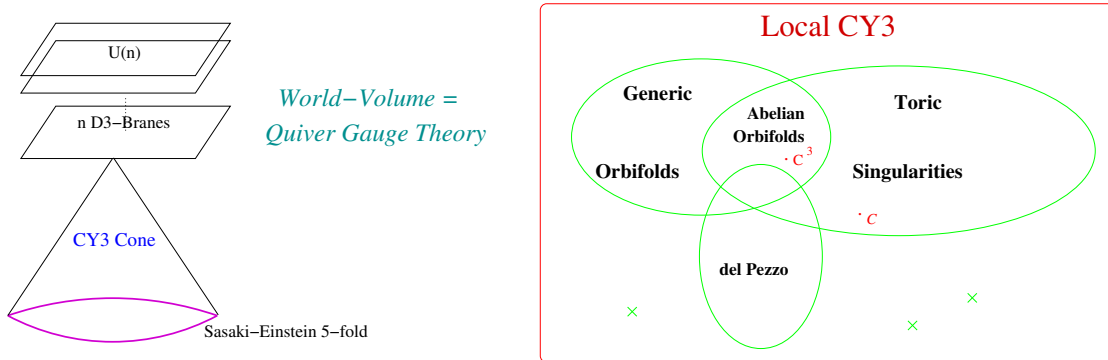 U(n)
n D3-Branes
World-Volume =
Quiver Gauge Theory
CY3 Cone
Sasaki-Einstein 5-fold
Local CY3
Generic
Orbifolds
Abelian
Orbifolds
C 3
Toric
Singularities
C
del Pezzo